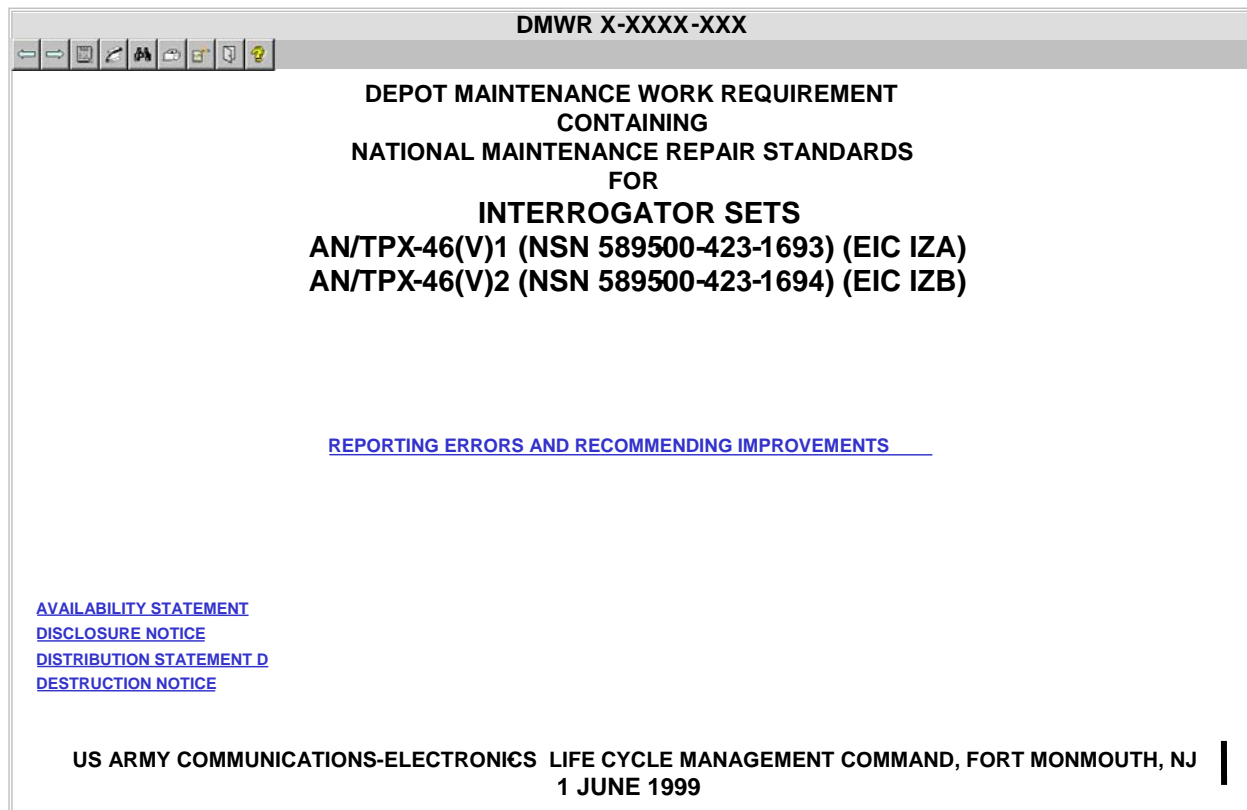 DMWR X-XXXX-XXX
DEPOT MAINTENANCE WORK REQUIREMENT
CONTAINING
NATIONAL MAINTENANCE REPAIR STANDARDS
FOR
INTERROGATOR SETS
AN/TPX-46(V)1 (NSN 589500-423-1693) (EIC IZA)
AN/TPX-46(V)2 (NSN 589500-423-1694) (EIC IZB)
REPORTING ERRORS AND RECOMMENDING IMPROVEMENTS
AVAILABILITY STATEMENT
DISCLOSURE NOTICE
DISTRIBUTION STATEMENT D
DESTRUCTION NOTICE
US ARMY COMMUNICATIONS-ELECTRONICS LIFE CYCLE MANAGEMENT COMMAND, FORT MONMOUTH, NJ
1 JUNE 1999